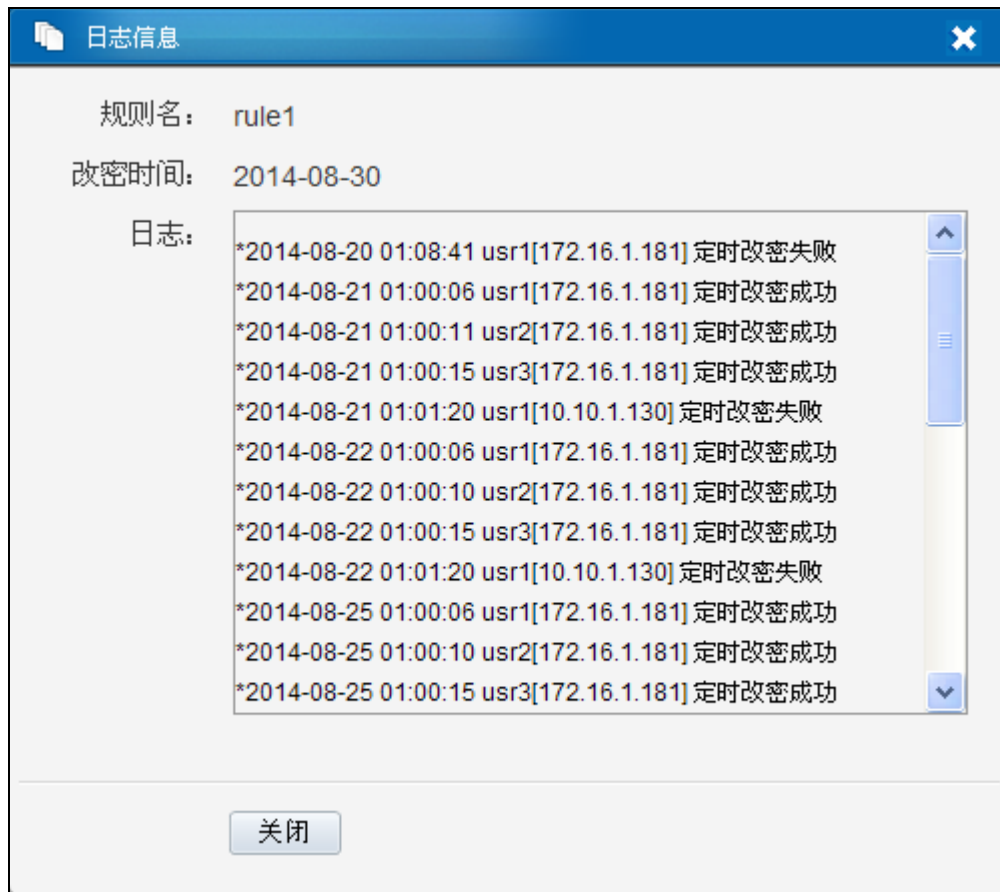 日志信息
规则名： rule1
改密时间： 2014-08-30
日志：
*2014-08-20 01:08:41 usr1[172.16.1.181] 定时改密失败
*2014-08-21 01:00:06 usr1[172.16.1.181] 定时改密成功
*2014-08-21 01:00:11 usr2[172.16.1.181] 定时改密成功
*2014-08-21 01:00:15 usr3[172.16.1.181] 定时改密成功
*2014-08-21 01:01:20 usr1[10.10.1.130] 定时改密失败
*2014-08-22 01:00:06 usr1[172.16.1.181] 定时改密成功
*2014-08-22 01:00:10 usr2[172.16.1.181] 定时改密成功
*2014-08-22 01:00:15 usr3[172.16.1.181] 定时改密成功
*2014-08-22 01:01:20 usr1[10.10.1.130] 定时改密失败
*2014-08-25 01:00:06 usr1[172.16.1.181] 定时改密成功
*2014-08-25 01:00:10 usr2[172.16.1.181] 定时改密成功
*2014-08-25 01:00:15 usr3[172.16.1.181] 定时改密成功
关闭